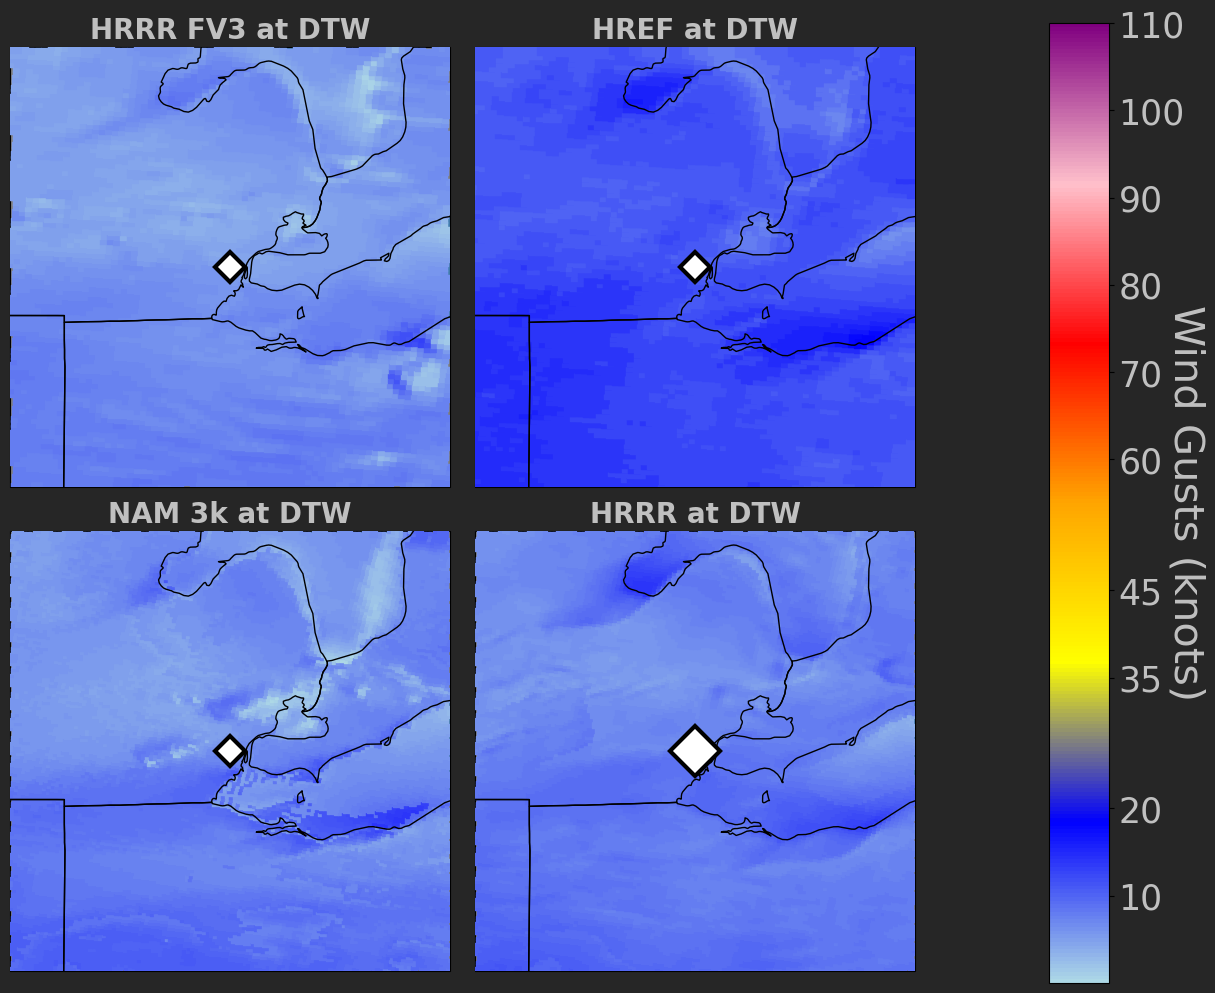 HRRR FV3 at DTW
HREF at DTW
NAM 3k at DTW
HRRR at DTW
110
100
90
80
70
60
45
35
20
10
Wind Gusts (knots)